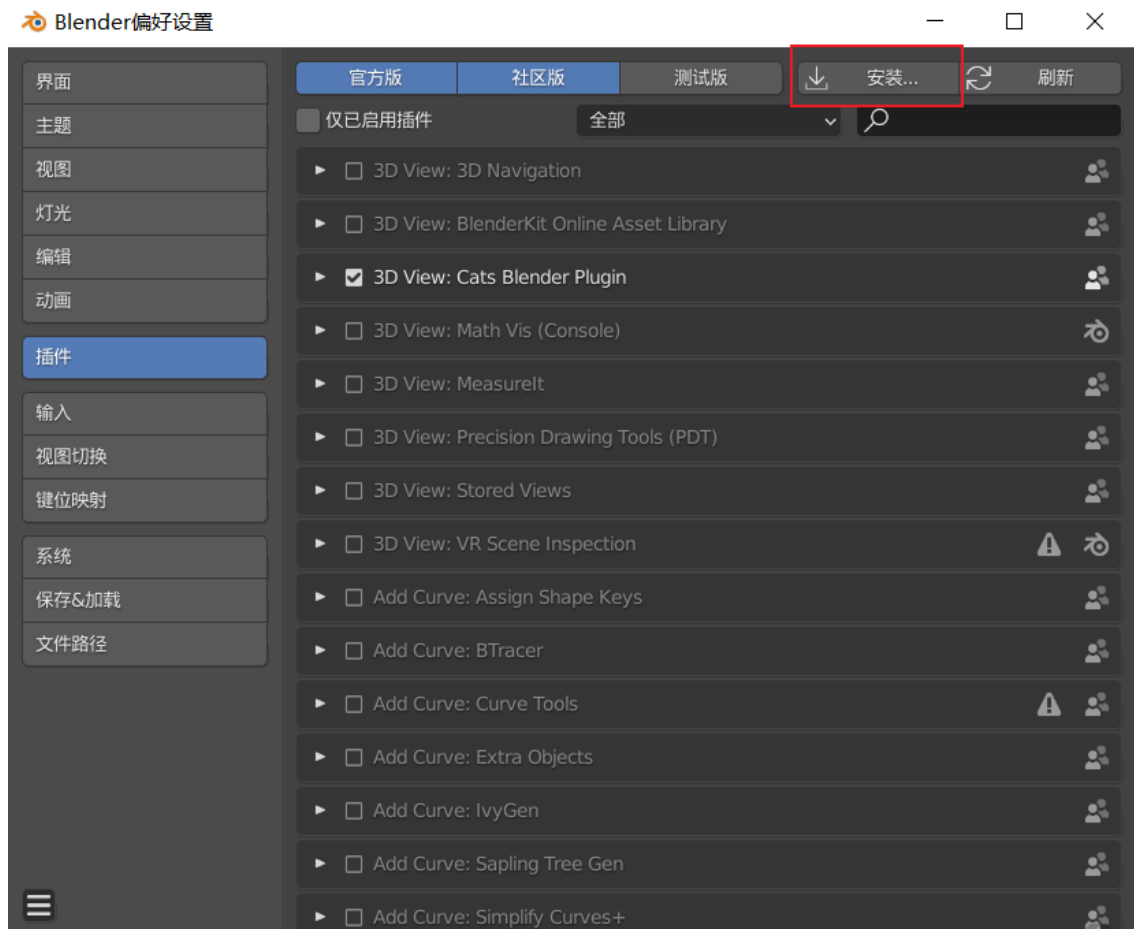 Blender偏好设置
界面
主题
视图
灯光
编辑
动画
插件
输入
视图切换
键位映射
系统
保存&加载
文件路径
官方版 社区版 测试版 安装... 刷新
仅已启用插件 全部
3D View: 3D Navigation
3D View: BlenderKit Online Asset Library
3D View: Cats Blender Plugin
3D View: Math Vis (Console)
3D View: MeasureIt
3D View: Precision Drawing Tools (PDT)
3D View: Stored Views
3D View: VR Scene Inspection
Add Curve: Assign Shape Keys
Add Curve: BTracer
Add Curve: Curve Tools
Add Curve: Extra Objects
Add Curve: IvyGen
Add Curve: Sapling Tree Gen
Add Curve: Simplify Curves+